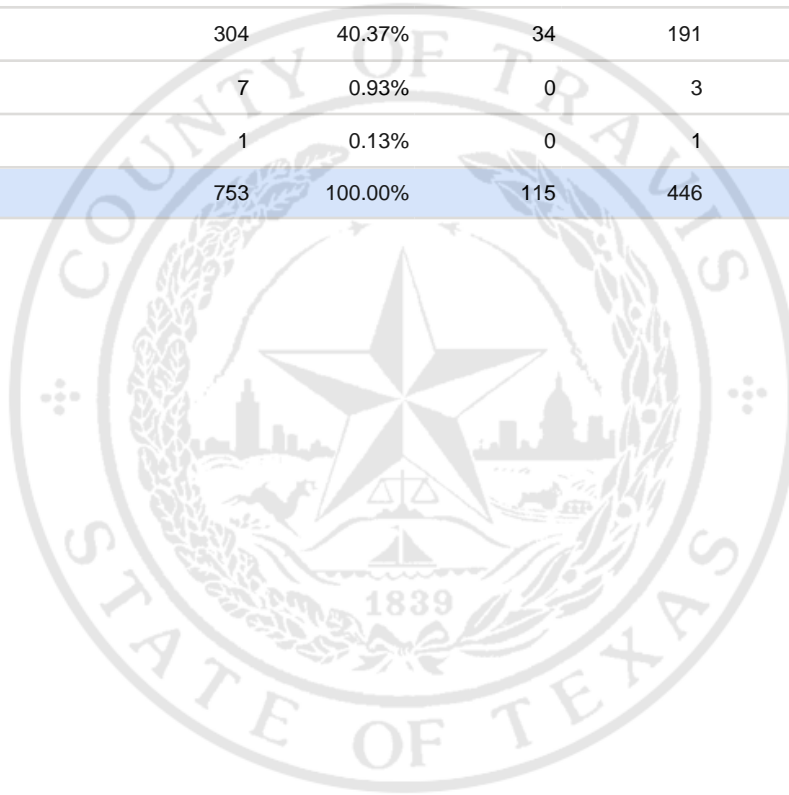 304 40.37% 34 191
7 0.93% 0 3
1 0.13% 0 1
753 100.00% 115 446
COUNTY OF TRAVIS
1839
STATE OF TEXAS